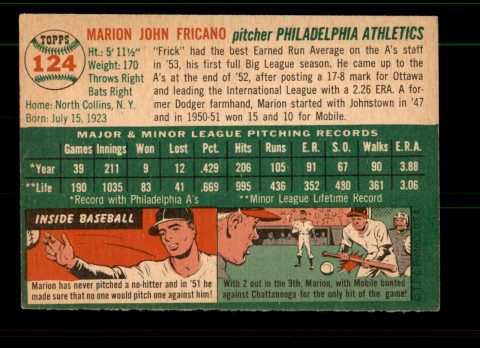 TOPPS
124
MARION JOHN FRICANO pitcher PHILADELPHIA ATHLETICS
Ht.: 5' 11½"
Weight: 170
Throws Right
Bats Right
Home: North Collins, N. Y.
Born: July 15, 1923
"Frick" had the best Earned Run Average on the A's staff
in '53, his first full Big League season. He came up to the
A's at the end of '52, after posting a 17-8 mark for Ottawa
and leading the International League with a 2.26 ERA. A for-
mer Dodger farmhand, Marion started with Johnstown in '47
and in 1950-51 won 15 and 10 for Mobile.
MAJOR & MINOR LEAGUE PITCHING RECORDS
Games Innings Won Lost Pct. Hits Runs E.R. S.O. Walks E.R.A.
*Year 39 211 9 12 .429 206 105 91 67 90 3.88
**Life 190 1035 83 41 .669 995 436 352 480 361 3.06
*Record with Philadelphia A's **Minor League Lifetime Record
INSIDE BASEBALL
Marion has never pitched a no-hitter and in '51 he
made sure that no one would pitch one against him!
With 2 out in the 9th, Marion, with Mobile bunted
against Chattanooga for the only hit of the game!